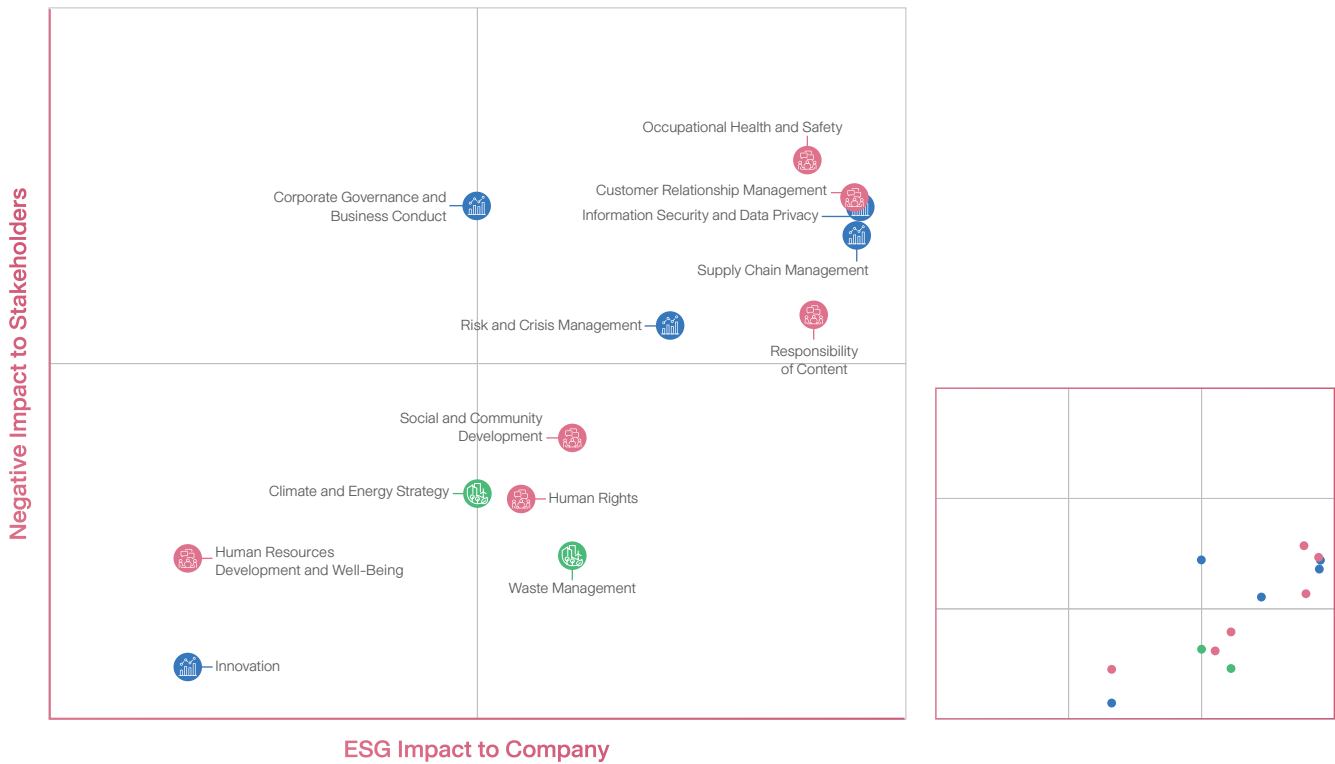 Negative Impact to Stakeholders
Occupational Health and Safety
Customer Relationship Management
Corporate Governance and
Business Conduct
Information Security and Data Privacy
Supply Chain Management
Risk and Crisis Management
Responsibility
of Content
Social and Community
Development
Climate and Energy Strategy
Human Rights
Human Resources
Development and Well-Being
Waste Management
Innovation
ESG Impact to Company